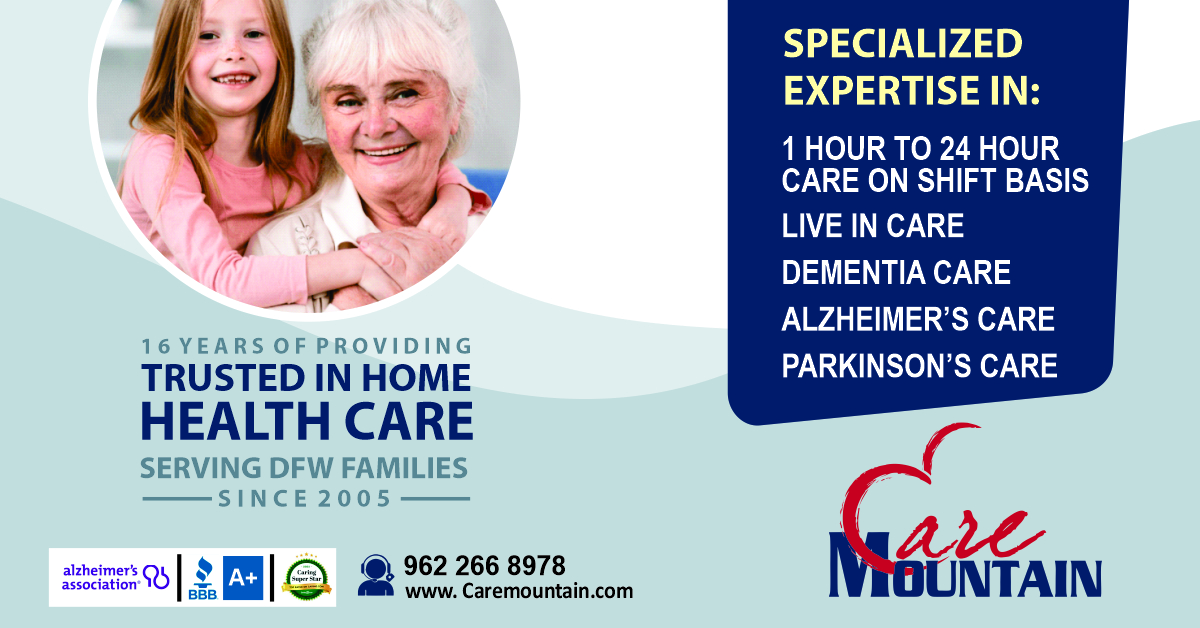 SPECIALIZED
EXPERTISE IN:
1 HOUR TO 24 HOUR
CARE ON SHIFT BASIS
LIVE IN CARE
DEMENTIA CARE
ALZHEIMER’S CARE
PARKINSON’S CARE
16 YEARS OF PROVIDING
TRUSTED IN HOME
HEALTH CARE
SERVING DFW FAMILIES
SINCE 2005
Care
MOUNTAIN
alzheimer's
association®
BBB
A+
Caring
Super Star
962 266 8978
www. Caremountain.com